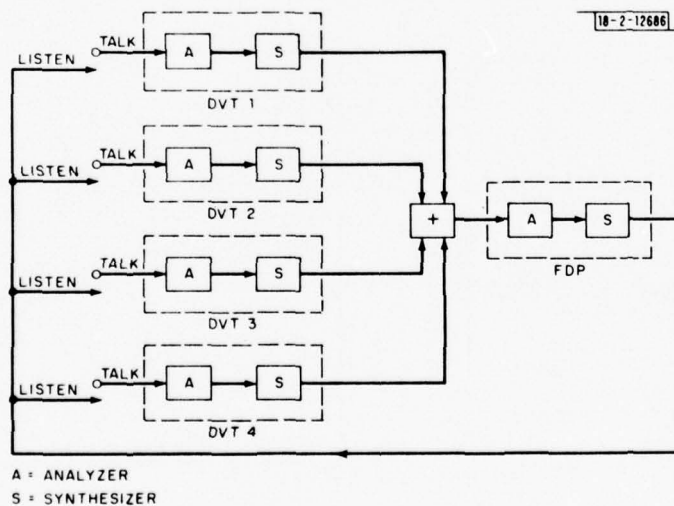 18-2-12686
TALK
A
S
LISTEN
DVT 1
TALK
A
S
LISTEN
DVT 2
+
A
S
FDP
TALK
A
S
LISTEN
DVT 3
TALK
A
S
LISTEN
DVT 4
A = ANALYZER
S = SYNTHESIZER